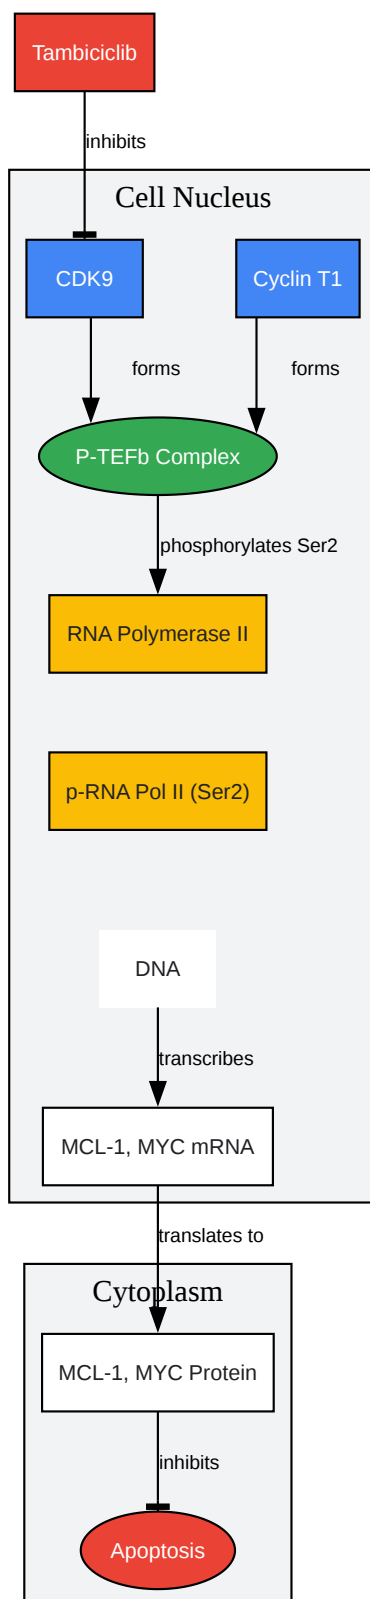 Tambiciclib
inhibits
Cell Nucleus
CDK9
Cyclin T1
forms
forms
P-TEFb Complex
phosphorylates Ser2
RNA Polymerase II
p-RNA Pol II (Ser2)
DNA
transcribes
MCL-1, MYC mRNA
translates to
Cytoplasm
MCL-1, MYC Protein
inhibits
Apoptosis